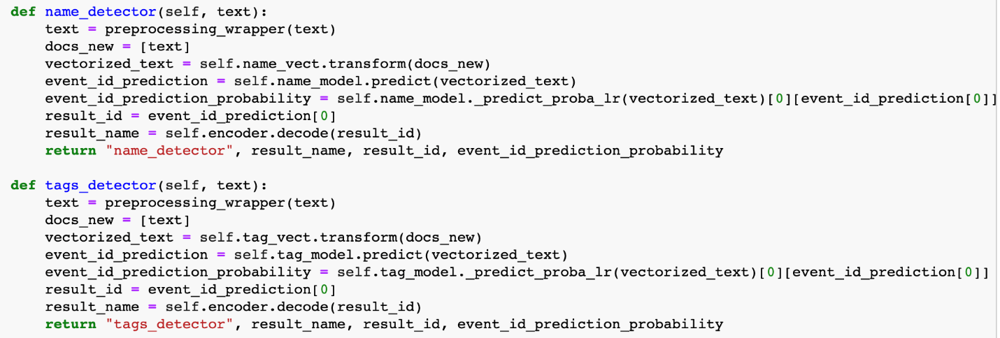 def name_detector(self, text):
    text = preprocessing_wrapper(text)
    docs_new = [text]
    vectorized_text = self.name_vect.transform(docs_new)
    event_id_prediction = self.name_model.predict(vectorized_text)
    event_id_prediction_probability = self.name_model._predict_proba_lr(vectorized_text)[0][event_id_prediction[0]]
    result_id = event_id_prediction[0]
    result_name = self.encoder.decode(result_id)
    return "name_detector", result_name, result_id, event_id_prediction_probability

def tags_detector(self, text):
    text = preprocessing_wrapper(text)
    docs_new = [text]
    vectorized_text = self.tag_vect.transform(docs_new)
    event_id_prediction = self.tag_model.predict(vectorized_text)
    event_id_prediction_probability = self.tag_model._predict_proba_lr(vectorized_text)[0][event_id_prediction[0]]
    result_id = event_id_prediction[0]
    result_name = self.encoder.decode(result_id)
    return "tags_detector", result_name, result_id, event_id_prediction_probability